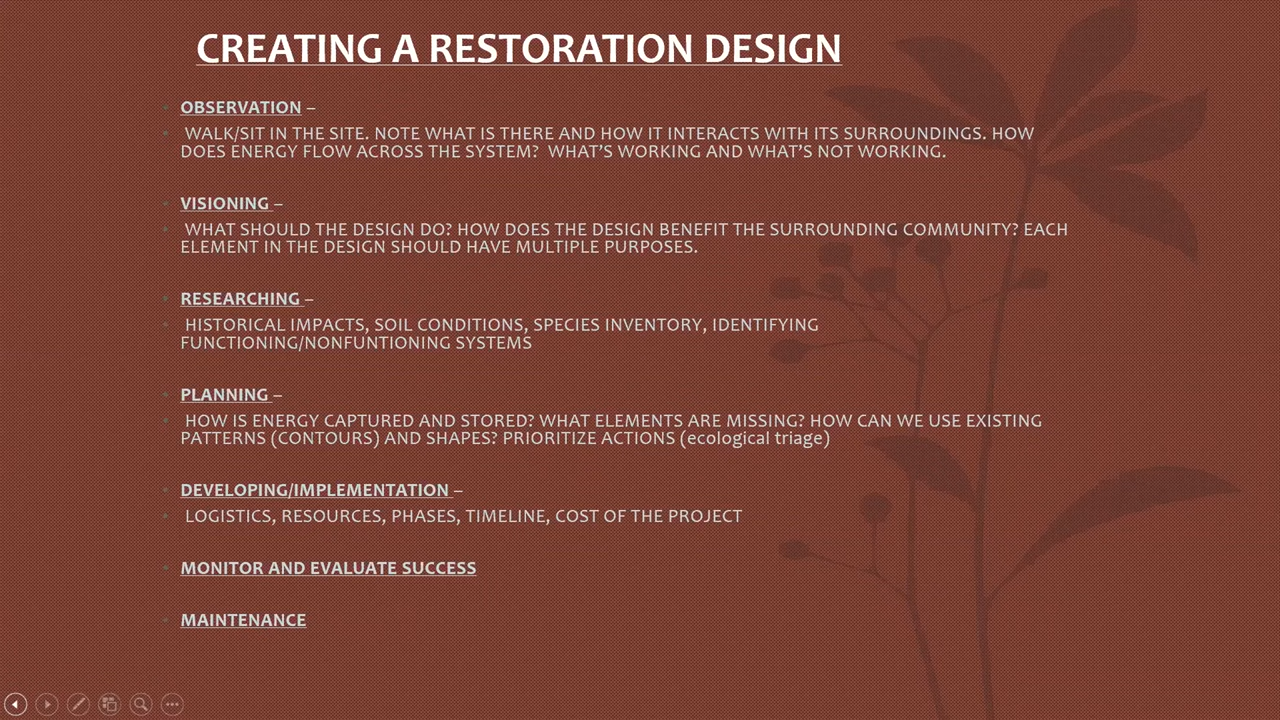 CREATING A RESTORATION DESIGN
OBSERVATION –
WALK/SIT IN THE SITE. NOTE WHAT IS THERE AND HOW IT INTERACTS WITH ITS SURROUNDINGS. HOW
DOES ENERGY FLOW ACROSS THE SYSTEM? WHAT'S WORKING AND WHAT'S NOT WORKING.
VISIONING –
WHAT SHOULD THE DESIGN DO? HOW DOES THE DESIGN BENEFIT THE SURROUNDING COMMUNITY? EACH
ELEMENT IN THE DESIGN SHOULD HAVE MULTIPLE PURPOSES.
RESEARCHING –
HISTORICAL IMPACTS, SOIL CONDITIONS, SPECIES INVENTORY, IDENTIFYING
FUNCTIONING/NONFUNTIONING SYSTEMS
PLANNING –
HOW IS ENERGY CAPTURED AND STORED? WHAT ELEMENTS ARE MISSING? HOW CAN WE USE EXISTING
PATTERNS (CONTOURS) AND SHAPES? PRIORITIZE ACTIONS (ecological triage)
DEVELOPING/IMPLEMENTATION –
LOGISTICS, RESOURCES, PHASES, TIMELINE, COST OF THE PROJECT
MONITOR AND EVALUATE SUCCESS
MAINTENANCE